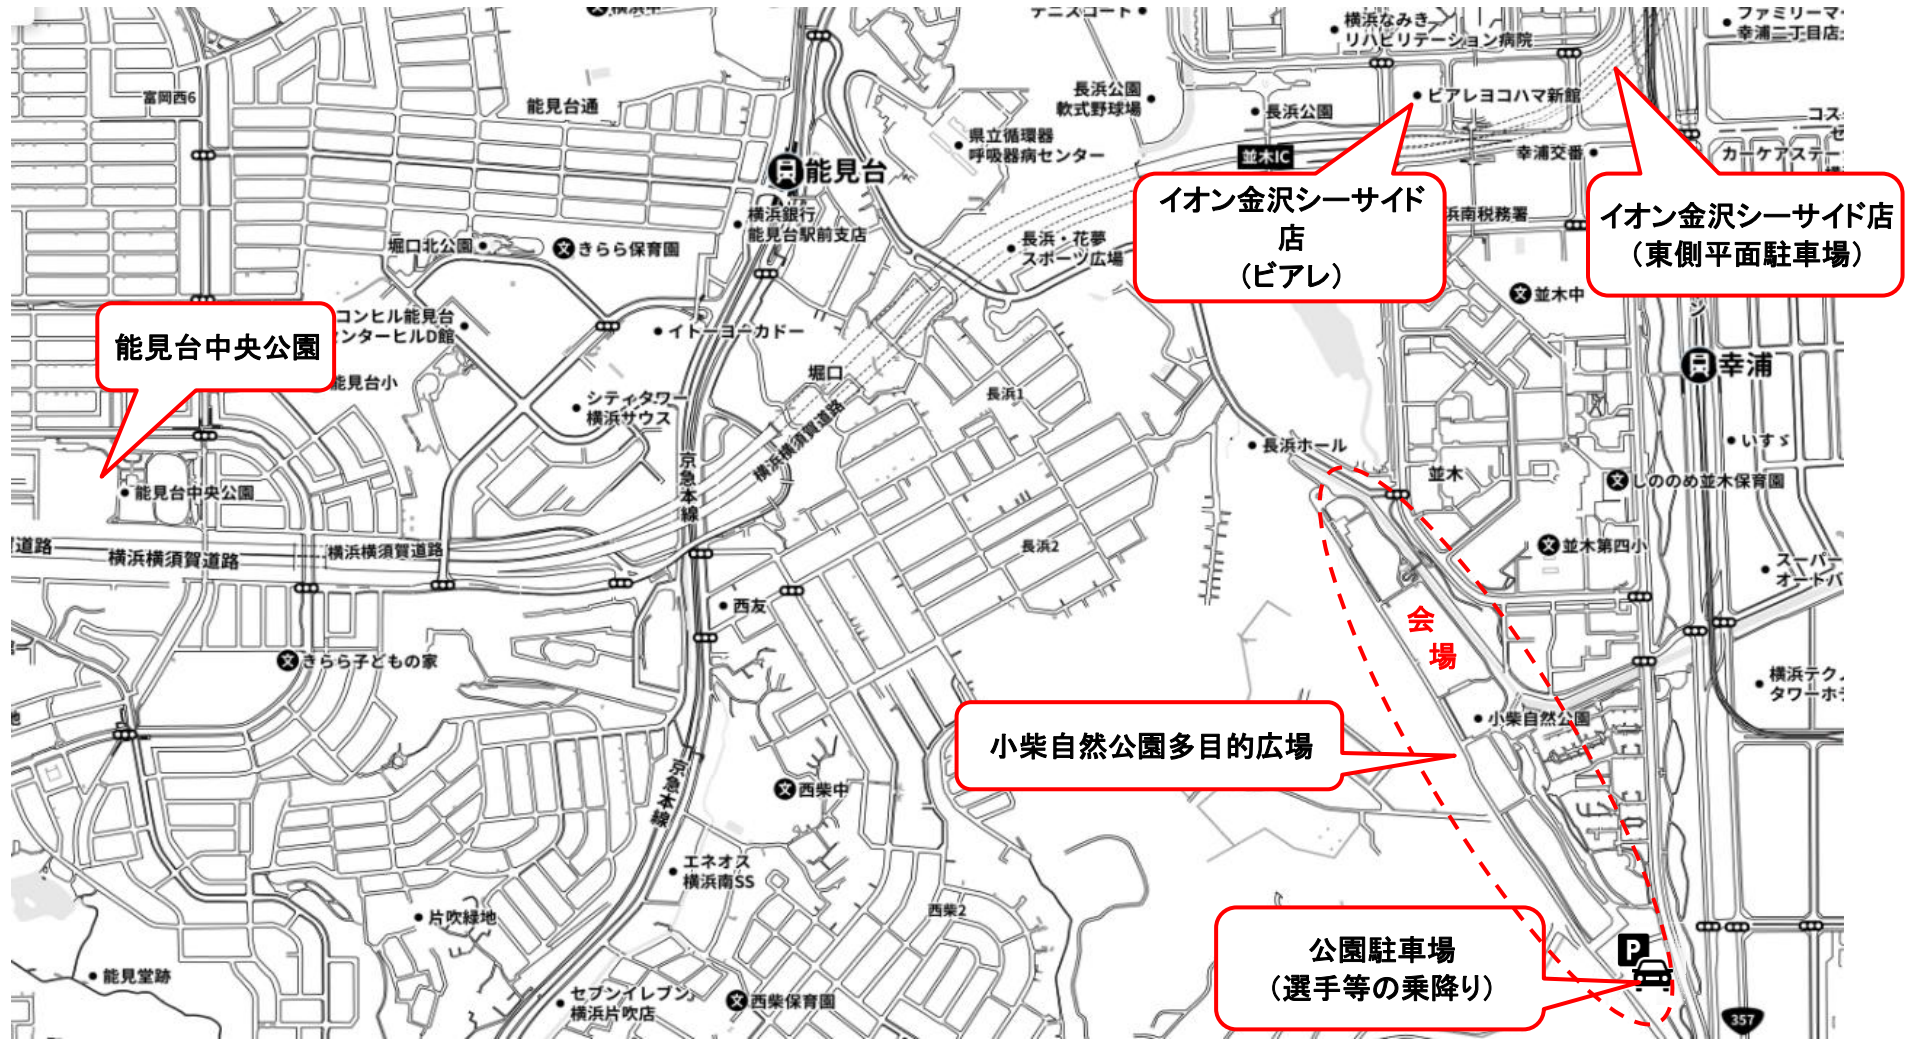 テニスコート
横浜なみき
リハビリテーション病院
ファミリーマ
幸浦二丁目店
富岡西6
能見台通
長浜公園
軟式野球場
長浜公園
ビアレヨコハマ新館
県立循環器
呼吸器病センター
並木IC
幸浦交番
カーケアステー
能見台
イオン金沢シーサイド
店
（ビアレ）
浜南税務署
イオン金沢シーサイド店
（東側平面駐車場）
横浜銀行
能見台駅前支店
堀口北公園
文 きらら保育園
長浜・花夢
スポーツ広場
文 並木中
コンヒル能見台
ンターヒルD館
イトーヨーカドー
能見台中央公園
能見台小
堀口
幸浦
シティタワー
横浜サウス
長浜1
横浜横須賀道路
京急本線
長浜ホール
並木
いすゞ
文 しののめ並木保育園
能見台中央公園
道路
横浜横須賀道路
横浜横須賀道路
長浜2
文 並木第四小
スーパー
オートバ
西友
会
場
文 きらら子どもの家
横浜テク
タワーホ
小柴自然公園
小柴自然公園多目的広場
京急本線
文 西柴中
エネオス
横浜南SS
片吹緑地
西柴2
公園駐車場
（選手等の乗降り）
P
能見堂跡
セブンイレブン
横浜片吹店
文 西柴保育園
357